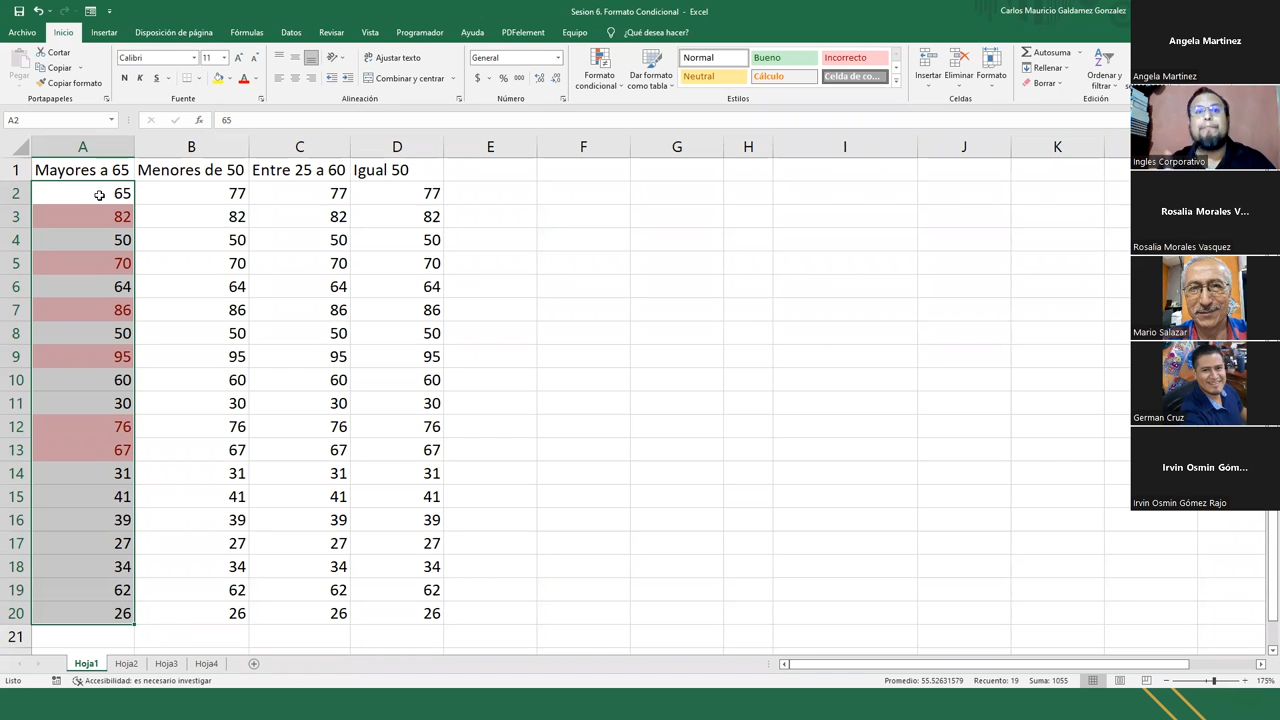 Sesion 6. Formato Condicional - Excel
Carlos Mauricio Galdamez Gonzalez
Archivo Inicio Insertar Disposición de página Fórmulas Datos Revisar Vista Programador Ayuda PDFelement Equipo ¿Qué desea hacer?
Pegar
Cortar
Copiar
Copiar formato
Portapapeles
Calibri 11
N K S
Fuente
Ajustar texto
Combinar y centrar
Alineación
General
Número
Formato condicional
Dar formato como tabla
Normal Bueno Incorrecto
Neutral Cálculo Celda de co...
Estilos
Insertar Eliminar Formato
Celdas
Autosuma
Rellenar
Borrar
Ordenar y filtrar
Edición
A2 fx 65
A B C D E F G H I J K
1 Mayores a 65 Menores de 50 Entre 25 a 60 Igual 50
2 65 77 77 77
3 82 82 82 82
4 50 50 50 50
5 70 70 70 70
6 64 64 64 64
7 86 86 86 86
8 50 50 50 50
9 95 95 95 95
10 60 60 60 60
11 30 30 30 30
12 76 76 76 76
13 67 67 67 67
14 31 31 31 31
15 41 41 41 41
16 39 39 39 39
17 27 27 27 27
18 34 34 34 34
19 62 62 62 62
20 26 26 26 26
21
Hoja1 Hoja2 Hoja3 Hoja4
Listo Accesibilidad: es necesario investigar Promedio: 55.52631579 Recuento: 19 Suma: 1055 175%
Angela Martinez
Angela Martinez
Ingles Corporativo
Rosalia Morales V...
Rosalia Morales Vasquez
Mario Salazar
German Cruz
Irvin Osmin Góm...
Irvin Osmin Gómez Rajo